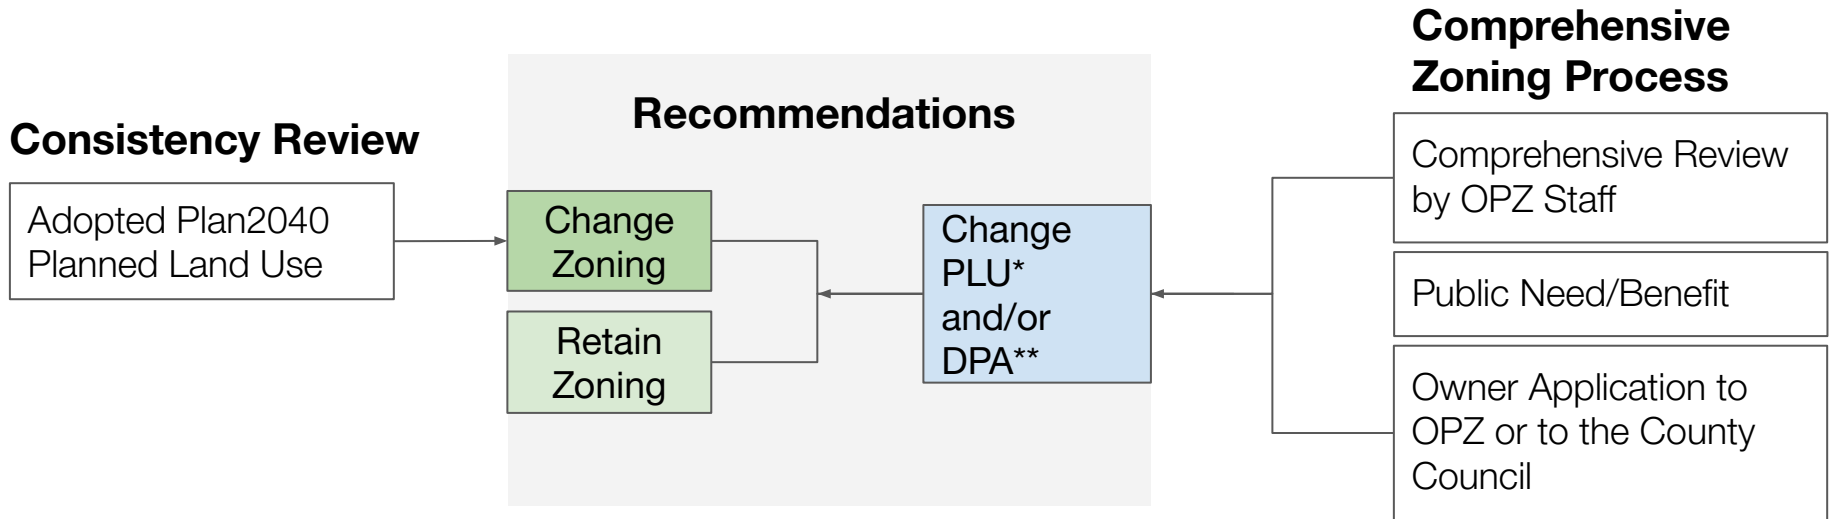 Consistency Review
Adopted Plan2040
Planned Land Use
Recommendations
Change
Zoning
Retain
Zoning
Change
PLU*
and/or
DPA**
Comprehensive
Zoning Process
Comprehensive Review
by OPZ Staff
Public Need/Benefit
Owner Application to
OPZ or to the County
Council